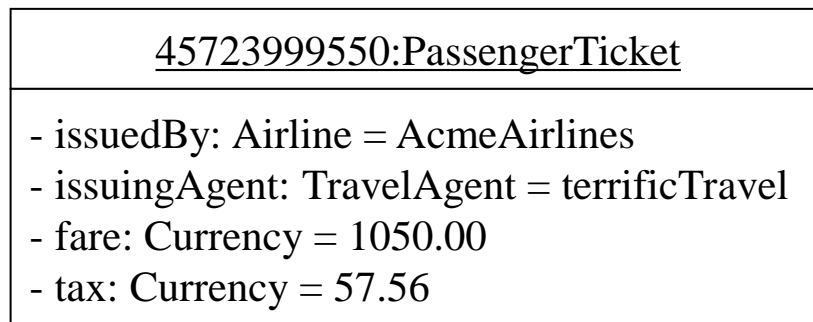 45723999550:PassengerTicket
- issuedBy: Airline = AcmeAirlines
- issuingAgent: TravelAgent = terrificTravel
- fare: Currency = 1050.00
- tax: Currency = 57.56